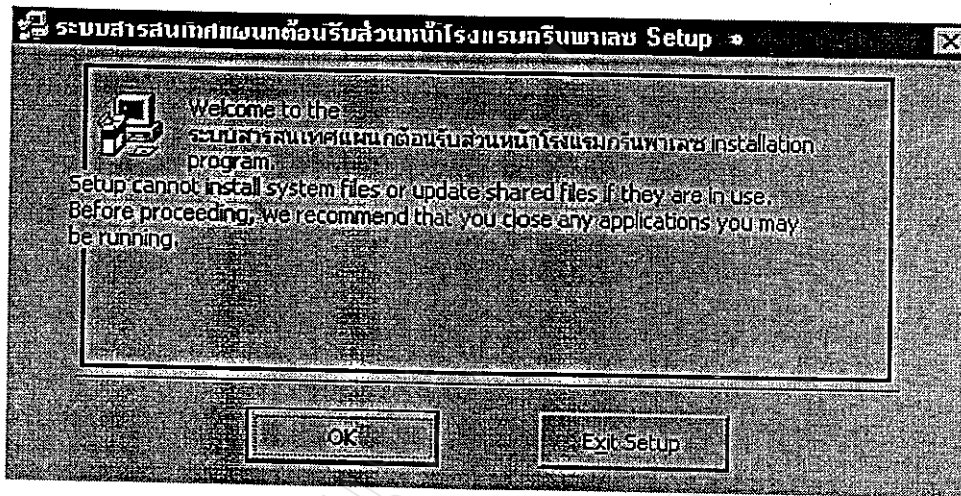 ระบบสารสนเทศแผนกต้อนรับส่วนหน้าโรงแรมกรีนพาเลซ Setup
Welcome to the
ระบบสารสนเทศแผนกต้อนรับส่วนหน้าโรงแรมกรีนพาเลซ installation
program.
Setup cannot install system files or update shared files if they are in use.
Before proceeding, we recommend that you close any applications you may
be running.
OK
Exit Setup